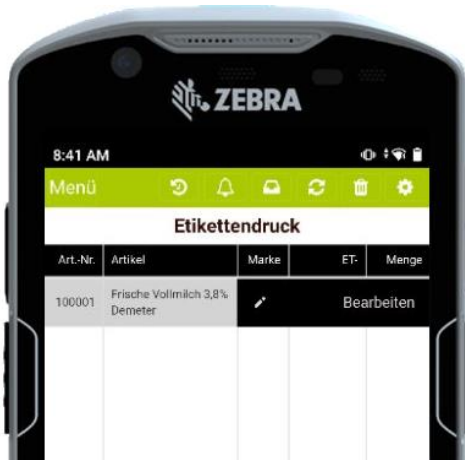 ZEBRA
8:41 AM
Menü
Etikettendruck
Art.-Nr. Artikel Marke ET- Menge
100001 Frische Vollmilch 3,8% Bearbeiten
Demeter